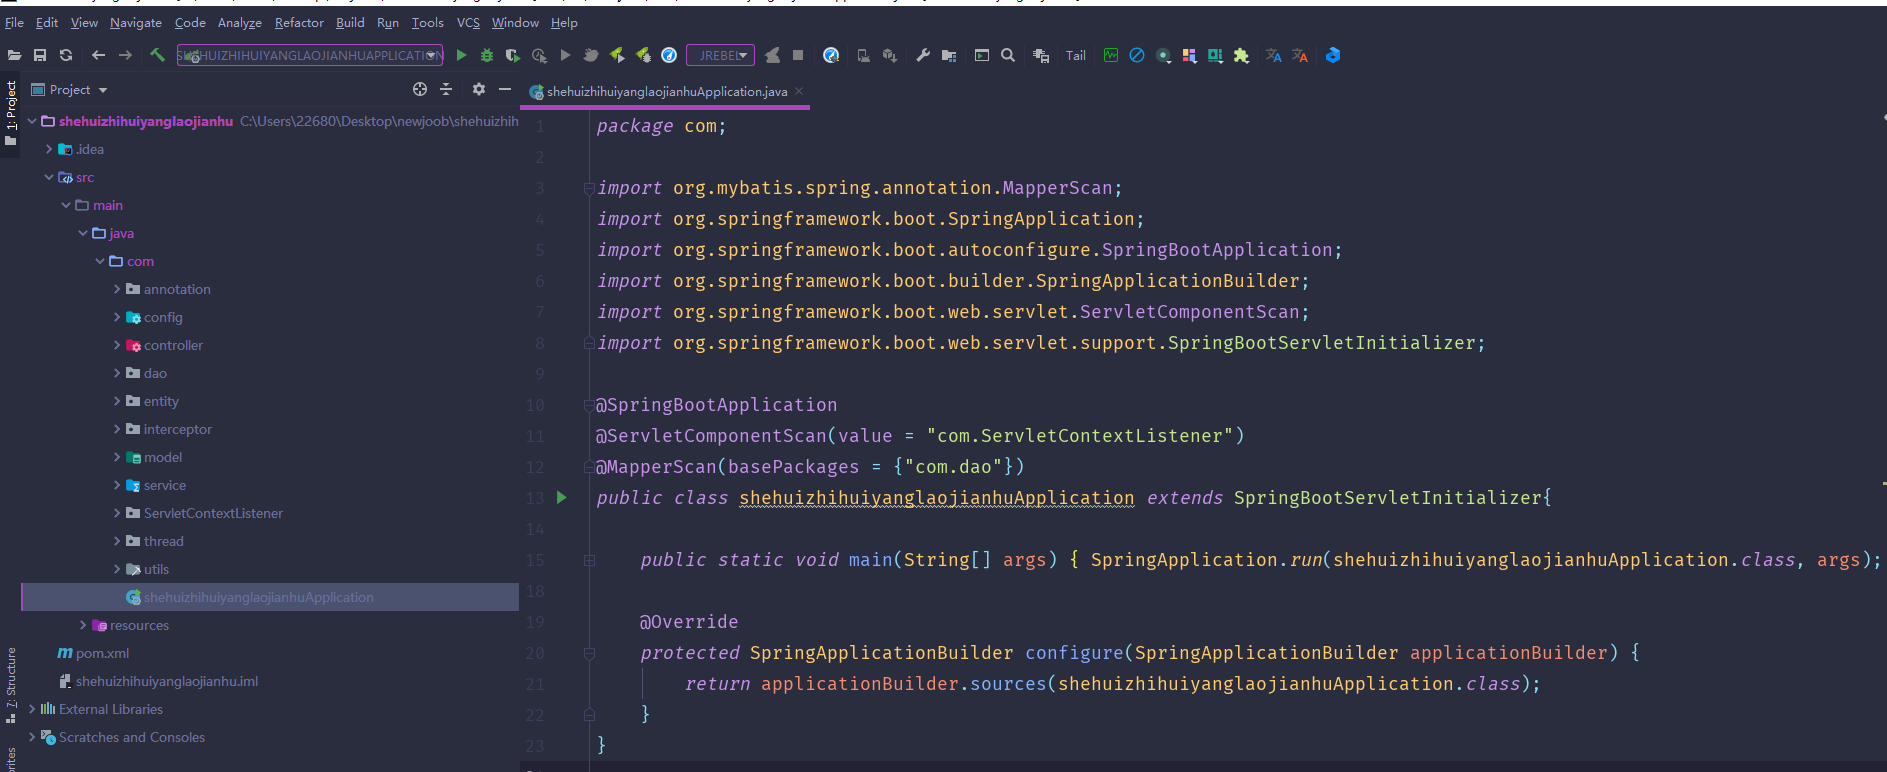 File Edit View Navigate Code Analyze Refactor Build Run Tools VCS Window Help
SHEHUIZHIHUIYANGLAOJIANHUAPPLICATION JREBEL Tail
1: Project
Project
shehuizhihuiyanglaojianhuApplication.java
shehuizhihuiyanglaojianhu C:\Users\22680\Desktop\newjoob\shehuizhih
.idea
src
main
java
com
annotation
config
controller
dao
entity
interceptor
model
service
ServletContextListener
thread
utils
shehuizhihuiyanglaojianhuApplication
resources
pom.xml
shehuizhihuiyanglaojianhu.iml
External Libraries
Scratches and Consoles
7: Structure
1 package com;
2
3 import org.mybatis.spring.annotation.MapperScan;
4 import org.springframework.boot.SpringApplication;
5 import org.springframework.boot.autoconfigure.SpringBootApplication;
6 import org.springframework.boot.builder.SpringApplicationBuilder;
7 import org.springframework.boot.web.servlet.ServletComponentScan;
8 import org.springframework.boot.web.servlet.support.SpringBootServletInitializer;
9
10 @SpringBootApplication
11 @ServletComponentScan(value = "com.ServletContextListener")
12 @MapperScan(basePackages = {"com.dao"})
13 public class shehuizhihuiyanglaojianhuApplication extends SpringBootServletInitializer{
14
15 public static void main(String[] args) { SpringApplication.run(shehuizhihuiyanglaojianhuApplication.class, args);
18
19 @Override
20 protected SpringApplicationBuilder configure(SpringApplicationBuilder applicationBuilder) {
21 return applicationBuilder.sources(shehuizhihuiyanglaojianhuApplication.class);
22 }
23 }